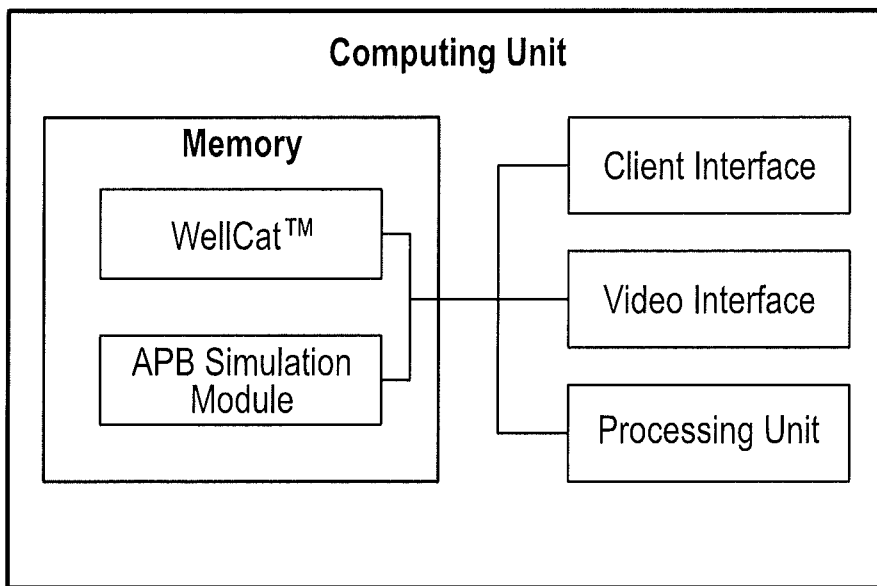 Computing Unit
Memory
WellCat™
APB Simulation
Module
Client Interface
Video Interface
Processing Unit